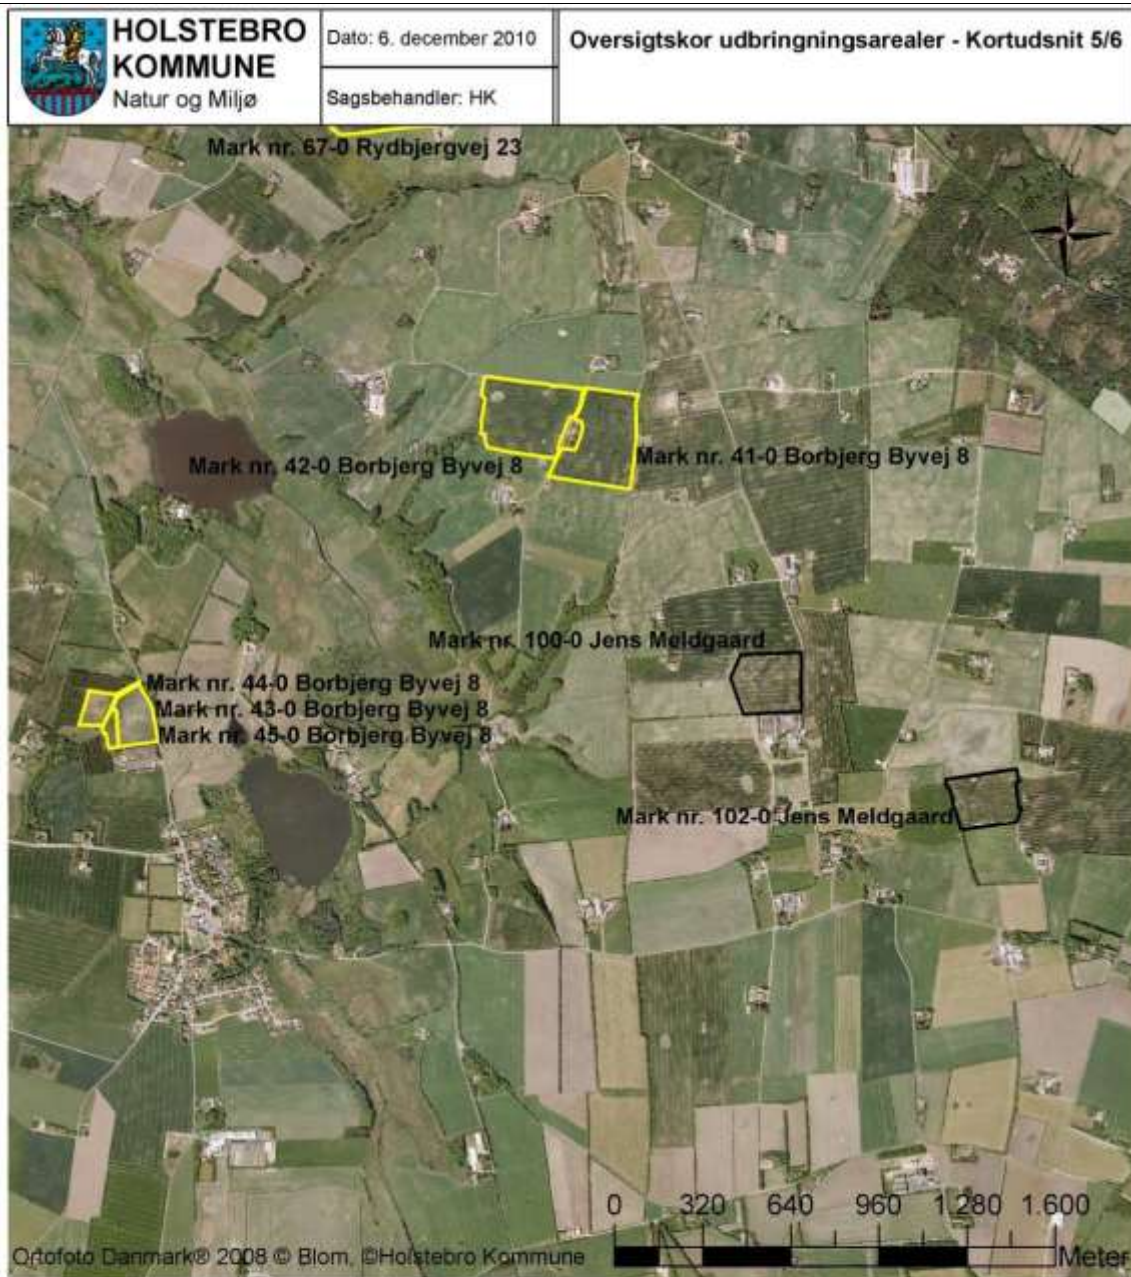 HOLSTEBRO
KOMMUNE
Natur og Miljø
Dato: 6. december 2010
Sagsbehandler: HK
Oversigtskor udbringningsarealer - Kortudsnit 5/6
Mark nr. 67-0 Rydbjergvej 23
Mark nr. 42-0 Borbjerg Byvej 8
Mark nr. 41-0 Borbjerg Byvej 8
Mark nr. 100-0 Jens Meldgaard
Mark nr. 44-0 Borbjerg Byvej 8
Mark nr. 43-0 Borbjerg Byvej 8
Mark nr. 45-0 Borbjerg Byvej 8
Mark nr. 102-0 Jens Meldgaard
0 320 640 960 1.280 1.600
Meter
Ortofoto Danmark® 2008 © Blom, ©Holstebro Kommune